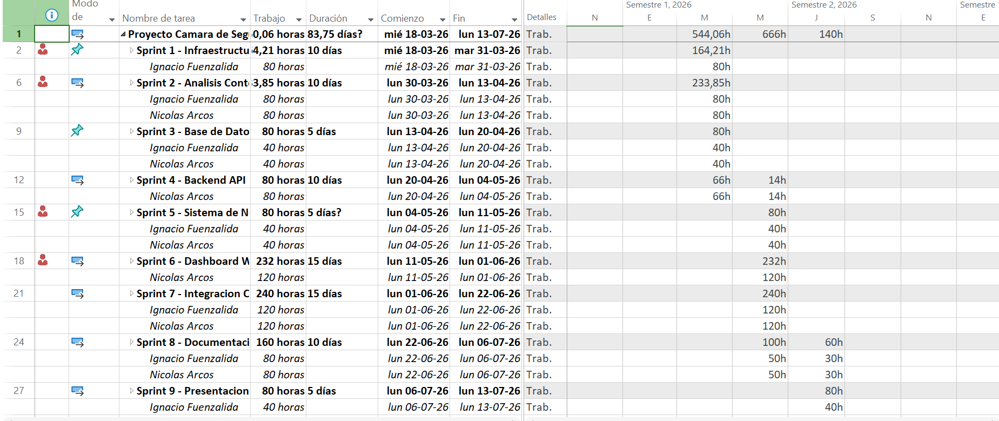 Modo de Nombre de tarea Trabajo Duración Comienzo Fin Detalles
Semestre 1, 2026 Semestre 2, 2026 Semestre
N E M M J S N E
1 Proyecto Camara de Seg 0,06 horas 83,75 días? mié 18-03-26 lun 13-07-26 Trab. 544,06h 666h 140h
2 Sprint 1 - Infraestructu 4,21 horas 10 días mié 18-03-26 mar 31-03-26 Trab. 164,21h
Ignacio Fuenzalida 80 horas mié 18-03-26 mar 31-03-26 Trab. 80h
6 Sprint 2 - Analisis Cont 3,85 horas 10 días lun 30-03-26 lun 13-04-26 Trab. 233,85h
Ignacio Fuenzalida 80 horas lun 30-03-26 lun 13-04-26 Trab. 80h
Nicolas Arcos 80 horas lun 30-03-26 lun 13-04-26 Trab. 80h
9 Sprint 3 - Base de Dato 80 horas 5 días lun 13-04-26 lun 20-04-26 Trab. 80h
Ignacio Fuenzalida 40 horas lun 13-04-26 lun 20-04-26 Trab. 40h
Nicolas Arcos 40 horas lun 13-04-26 lun 20-04-26 Trab. 40h
12 Sprint 4 - Backend API 80 horas 10 días lun 20-04-26 lun 04-05-26 Trab. 66h 14h
Nicolas Arcos 80 horas lun 20-04-26 lun 04-05-26 Trab. 66h 14h
15 Sprint 5 - Sistema de N 80 horas 5 días? lun 04-05-26 lun 11-05-26 Trab. 80h
Ignacio Fuenzalida 40 horas lun 04-05-26 lun 11-05-26 Trab. 40h
Nicolas Arcos 40 horas lun 04-05-26 lun 11-05-26 Trab. 40h
18 Sprint 6 - Dashboard W 232 horas 15 días lun 11-05-26 lun 01-06-26 Trab. 232h
Nicolas Arcos 120 horas lun 11-05-26 lun 01-06-26 Trab. 120h
21 Sprint 7 - Integracion C 240 horas 15 días lun 01-06-26 lun 22-06-26 Trab. 240h
Ignacio Fuenzalida 120 horas lun 01-06-26 lun 22-06-26 Trab. 120h
Nicolas Arcos 120 horas lun 01-06-26 lun 22-06-26 Trab. 120h
24 Sprint 8 - Documentaci 160 horas 10 días lun 22-06-26 lun 06-07-26 Trab. 100h 60h
Ignacio Fuenzalida 80 horas lun 22-06-26 lun 06-07-26 Trab. 50h 30h
Nicolas Arcos 80 horas lun 22-06-26 lun 06-07-26 Trab. 50h 30h
27 Sprint 9 - Presentacion 80 horas 5 días lun 06-07-26 lun 13-07-26 Trab. 80h
Ignacio Fuenzalida 40 horas lun 06-07-26 lun 13-07-26 Trab. 40h